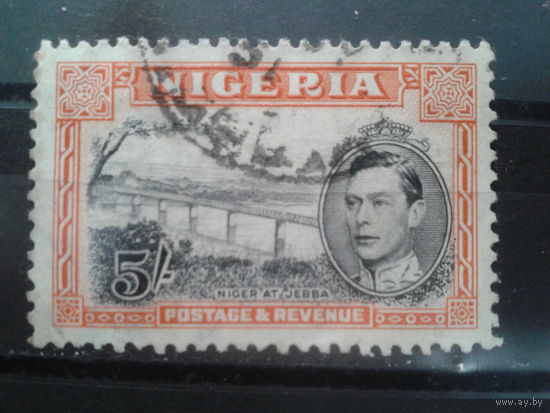 NIGERIA
5/-
NIGER AT JEBBA
POSTAGE & REVENUE
www.ay.by